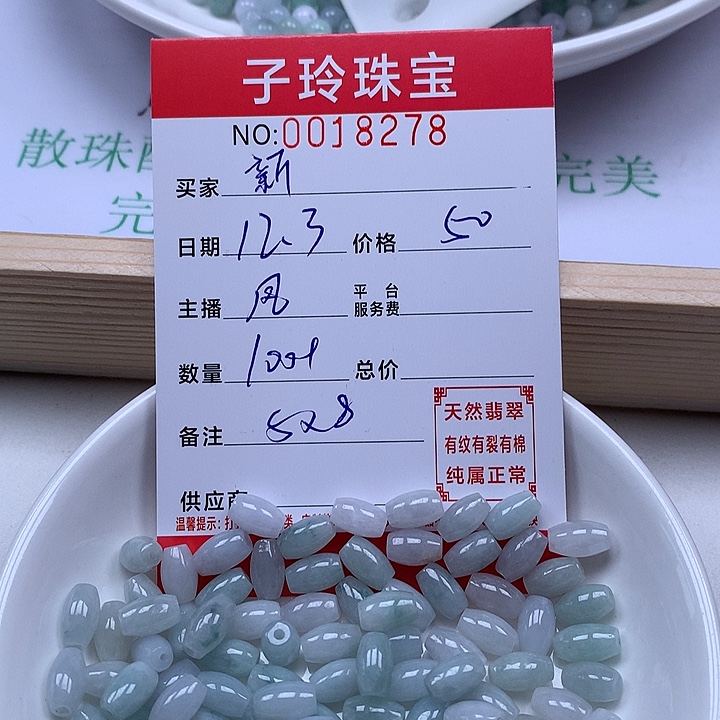 子玲珠宝
NO:0018278
散珠
完美
完
买家 新
日期 12.3 价格 50
主播 凤 平台服务费
数量 100+ 总价
备注 5x8
天然翡翠
有纹有裂有棉
纯属正常
供应商
温馨提示: